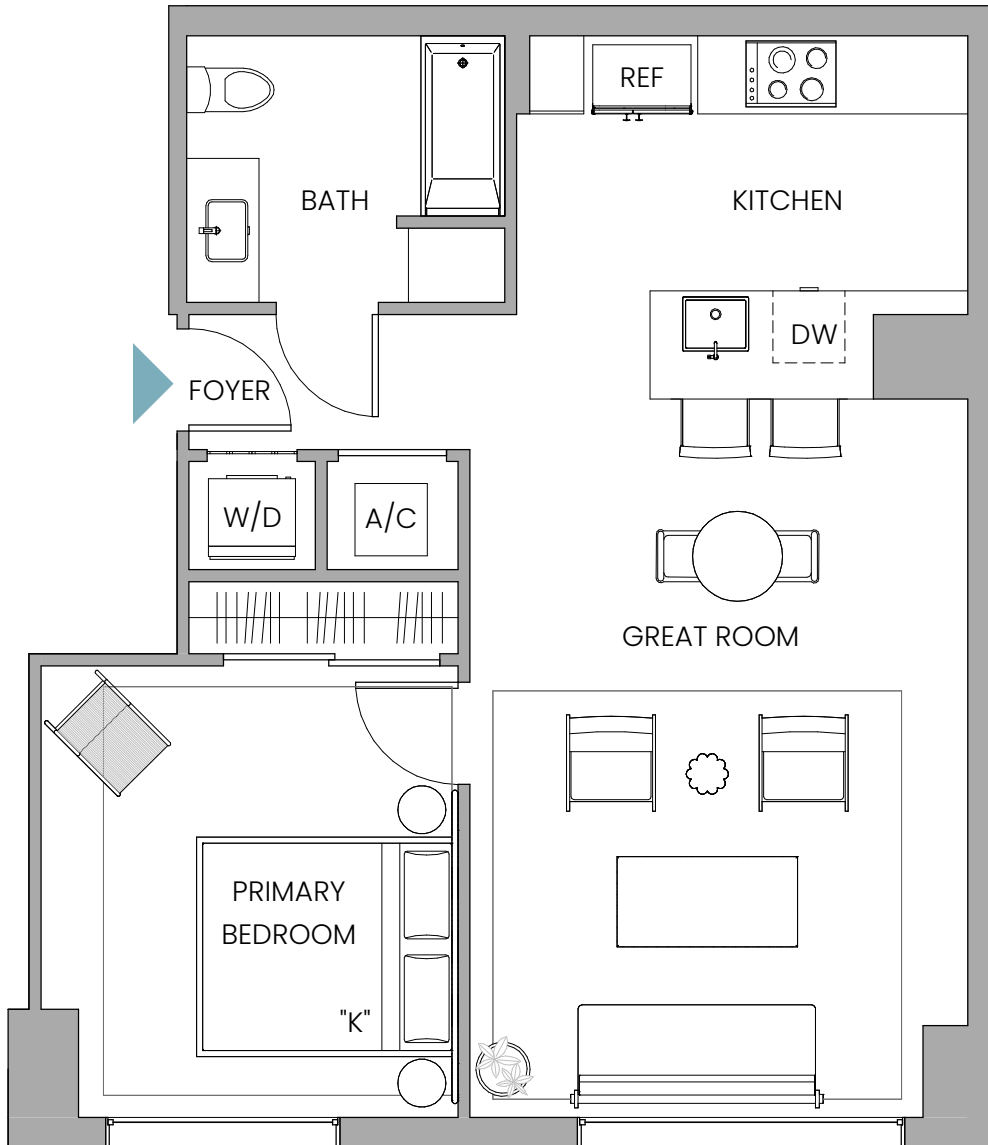 REF
BATH
KITCHEN
DW
FOYER
W/D
A/C
GREAT ROOM
PRIMARY
BEDROOM
"K"